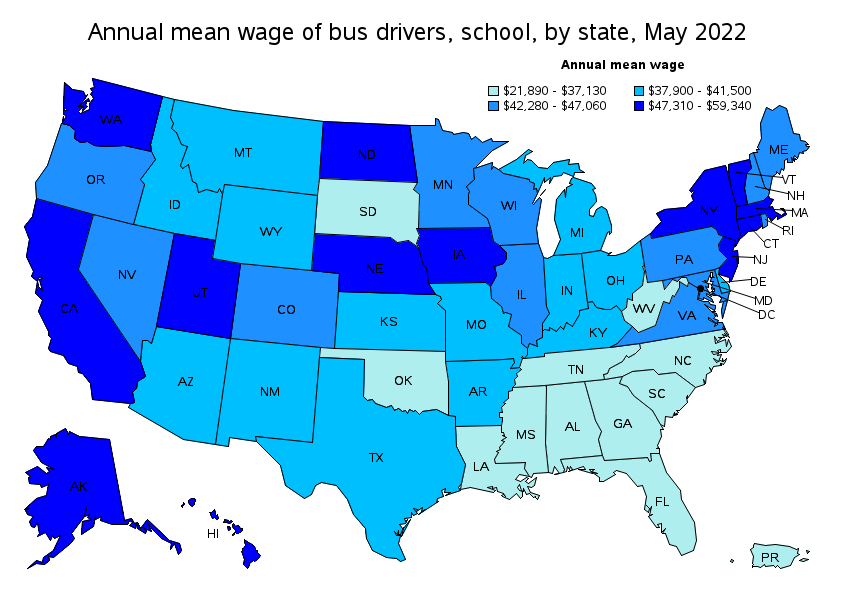 Annual mean wage of bus drivers, school, by state, May 2022
Annual mean wage
$21,890 - $37,130 $37,900 - $41,500
$42,280 - $47,060 $47,310 - $59,340
WA
ME
MT
ND
MN
OR
VT
NH
ID
SD
WI
NY
MA
WY
MI
RI
CT
IA
PA
NJ
NE
NV
OH
DE
UT
IL
IN
MD
CA
CO
WV
DC
VA
KS
MO
KY
NC
TN
AZ
OK
NM
AR
SC
GA
MS
AL
TX
LA
AK
FL
HI
PR